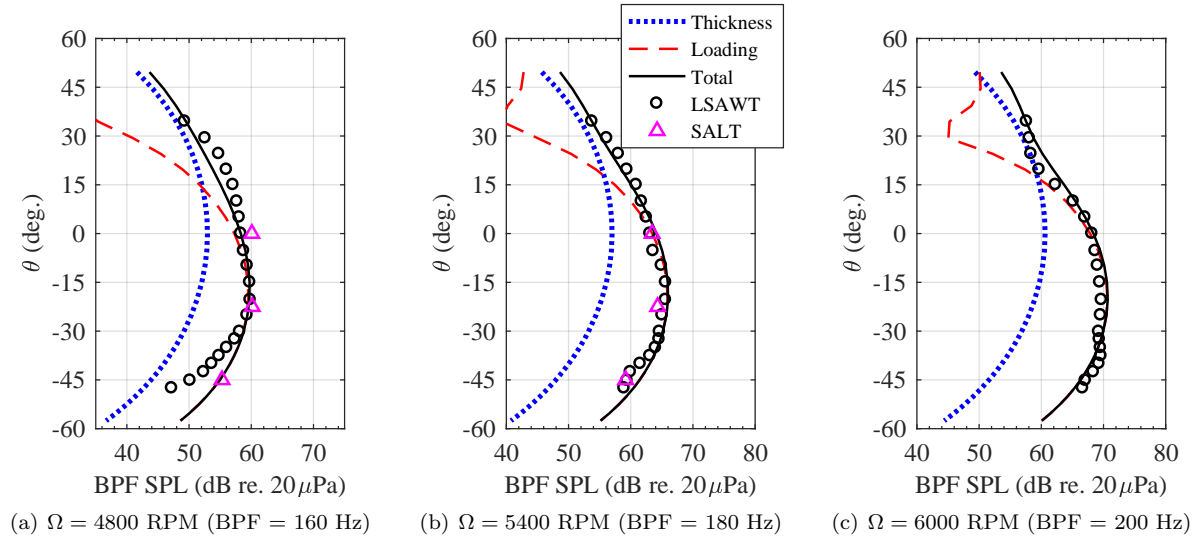 Thickness
Loading
Total
LSAWT
SALT
60
45
30
15
0
-15
-30
-45
-60
θ (deg.)
40 50 60 70
BPF SPL (dB re. 20μPa)
(a) Ω = 4800 RPM (BPF = 160 Hz)
60
45
30
15
0
-15
-30
-45
-60
θ (deg.)
40 50 60 70 80
BPF SPL (dB re. 20μPa)
(b) Ω = 5400 RPM (BPF = 180 Hz)
60
45
30
15
0
-15
-30
-45
-60
θ (deg.)
40 50 60 70 80
BPF SPL (dB re. 20μPa)
(c) Ω = 6000 RPM (BPF = 200 Hz)